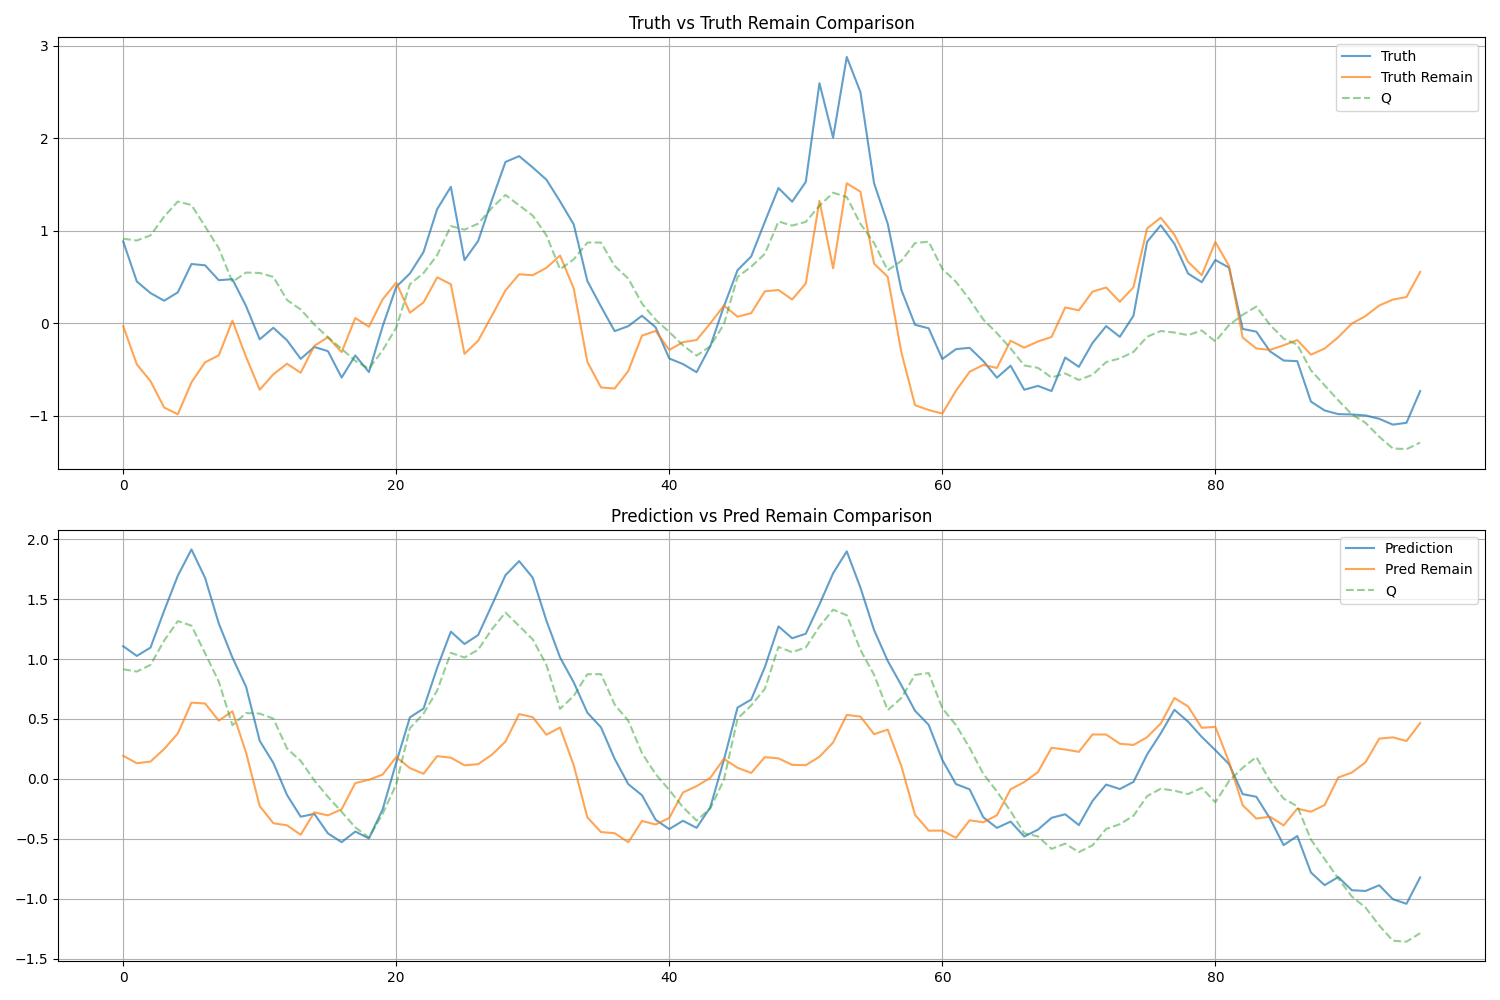 Truth vs Truth Remain Comparison
3
2
1
0
−1
Truth
Truth Remain
Q
0 20 40 60 80
Prediction vs Pred Remain Comparison
2.0
1.5
1.0
0.5
0.0
−0.5
−1.0
−1.5
Prediction
Pred Remain
Q
0 20 40 60 80